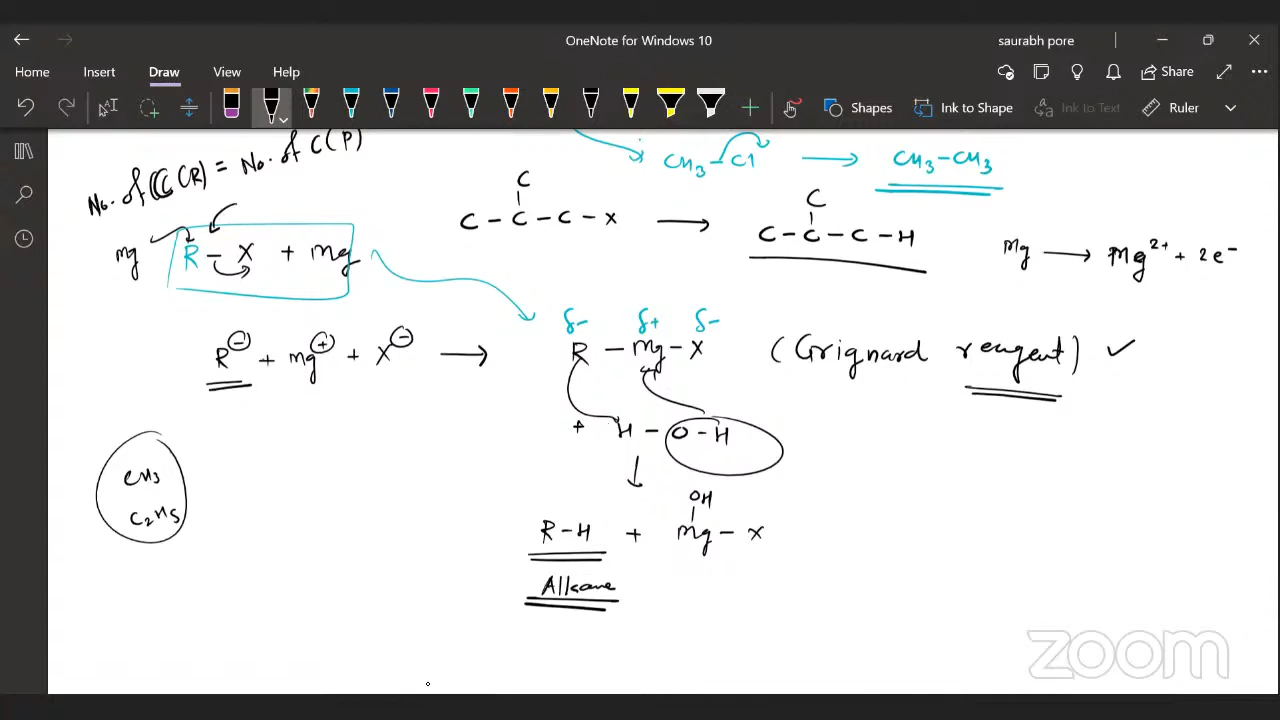 OneNote for Windows 10
saurabh pore
Home Insert Draw View Help
Share
Shapes
Ink to Shape
Ink to Text
Ruler
No. of C(R) = No. of C(P)
CH3-Cl → CH3-CH3
C
C-C-C-X → C
C-C-C-H
Mg R-X + Mg
Mg → Mg2+ + 2e-
δ- δ+ δ-
R⊖ + Mg⊕ + X⊖ → R-Mg-X (Grignard reagent) ✓
+ H-O-H
CH3
C2H5
↓
OH
R-H + Mg-X
Alkane
zoom